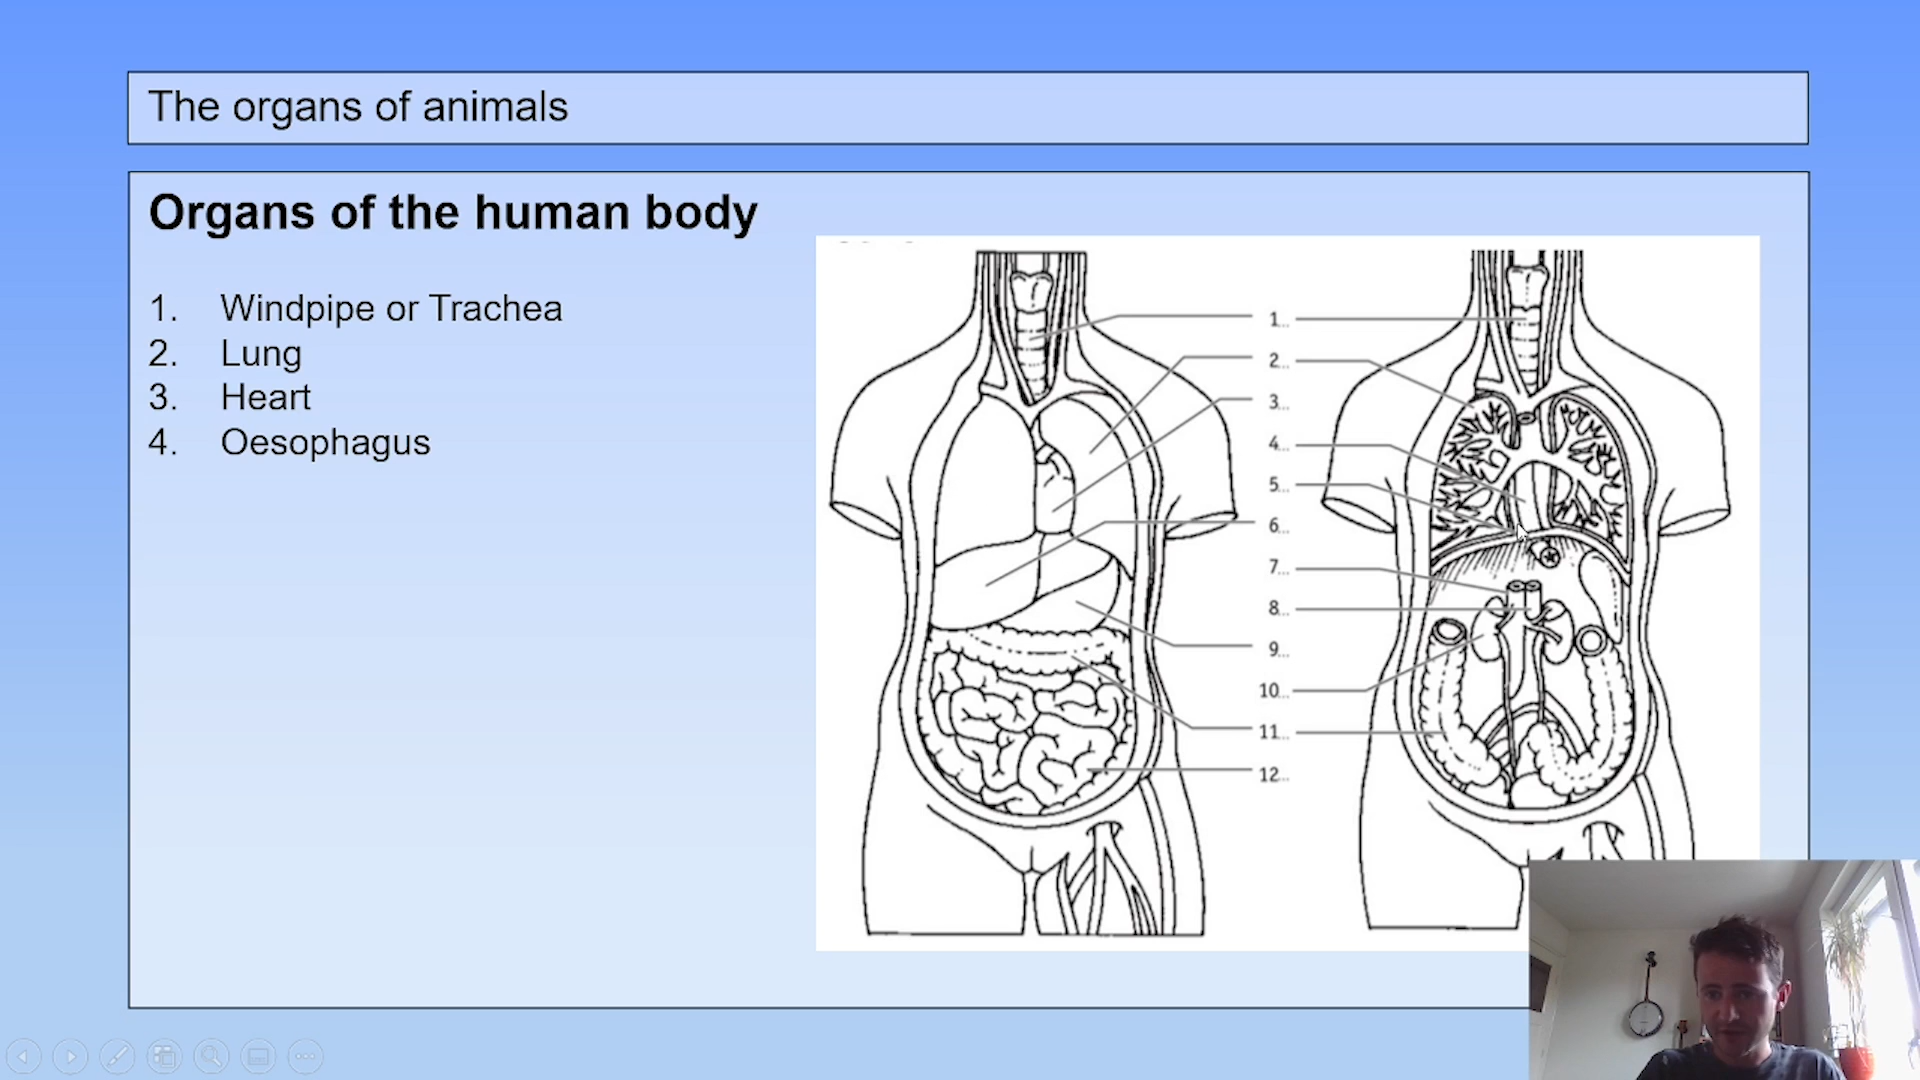 The organs of animals
Organs of the human body
1. Windpipe or Trachea
2. Lung
3. Heart
4. Oesophagus
1...
2...
3...
4...
5...
6...
7...
8...
9...
10...
11...
12...